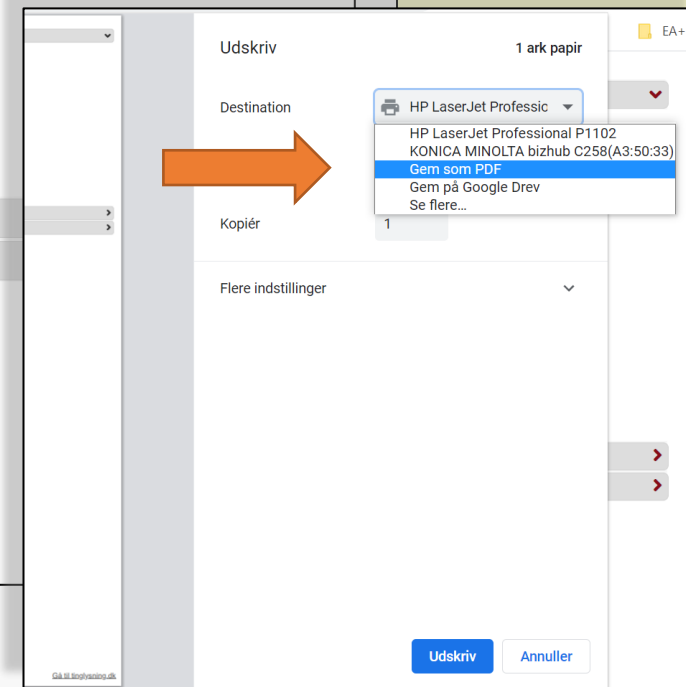 EA+
Udskriv
1 ark papir
Destination
HP LaserJet Professic
HP LaserJet Professional P1102
KONICA MINOLTA bizhub C258(A3:50:33)
Gem som PDF
Gem på Google Drev
Se flere...
Kopiér
1
Flere indstillinger
Udskriv
Annuller
Gå til tinglysning.dk